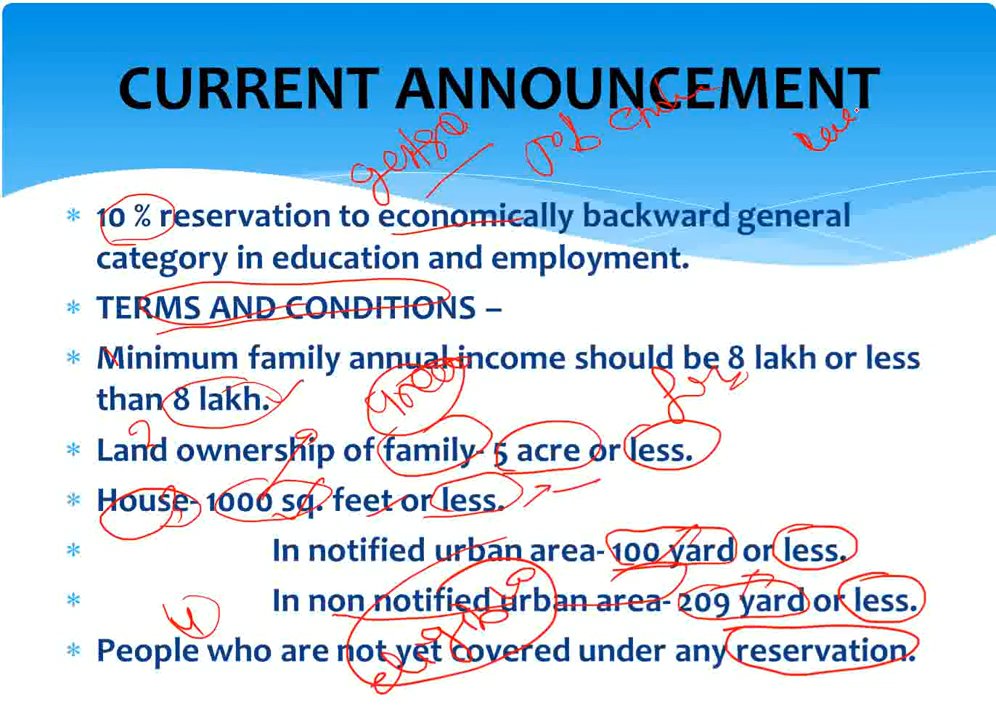 CURRENT ANNOUNCEMENT
* 10 % reservation to economically backward general
category in education and employment.
* TERMS AND CONDITIONS –
* Minimum family annual income should be 8 lakh or less
than 8 lakh.
* Land ownership of family- 5 acre or less.
* House- 1000 sq. feet or less.
* In notified urban area- 100 yard or less.
* In non notified urban area- 209 yard or less.
* People who are not yet covered under any reservation.
2
4